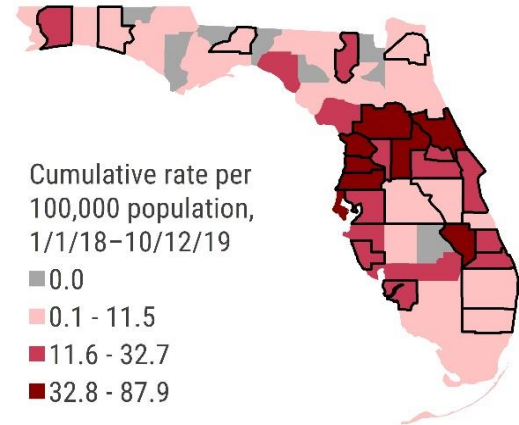 Cumulative rate per
100,000 population,
1/1/18–10/12/19
0.0
0.1 - 11.5
11.6 - 32.7
32.8 - 87.9